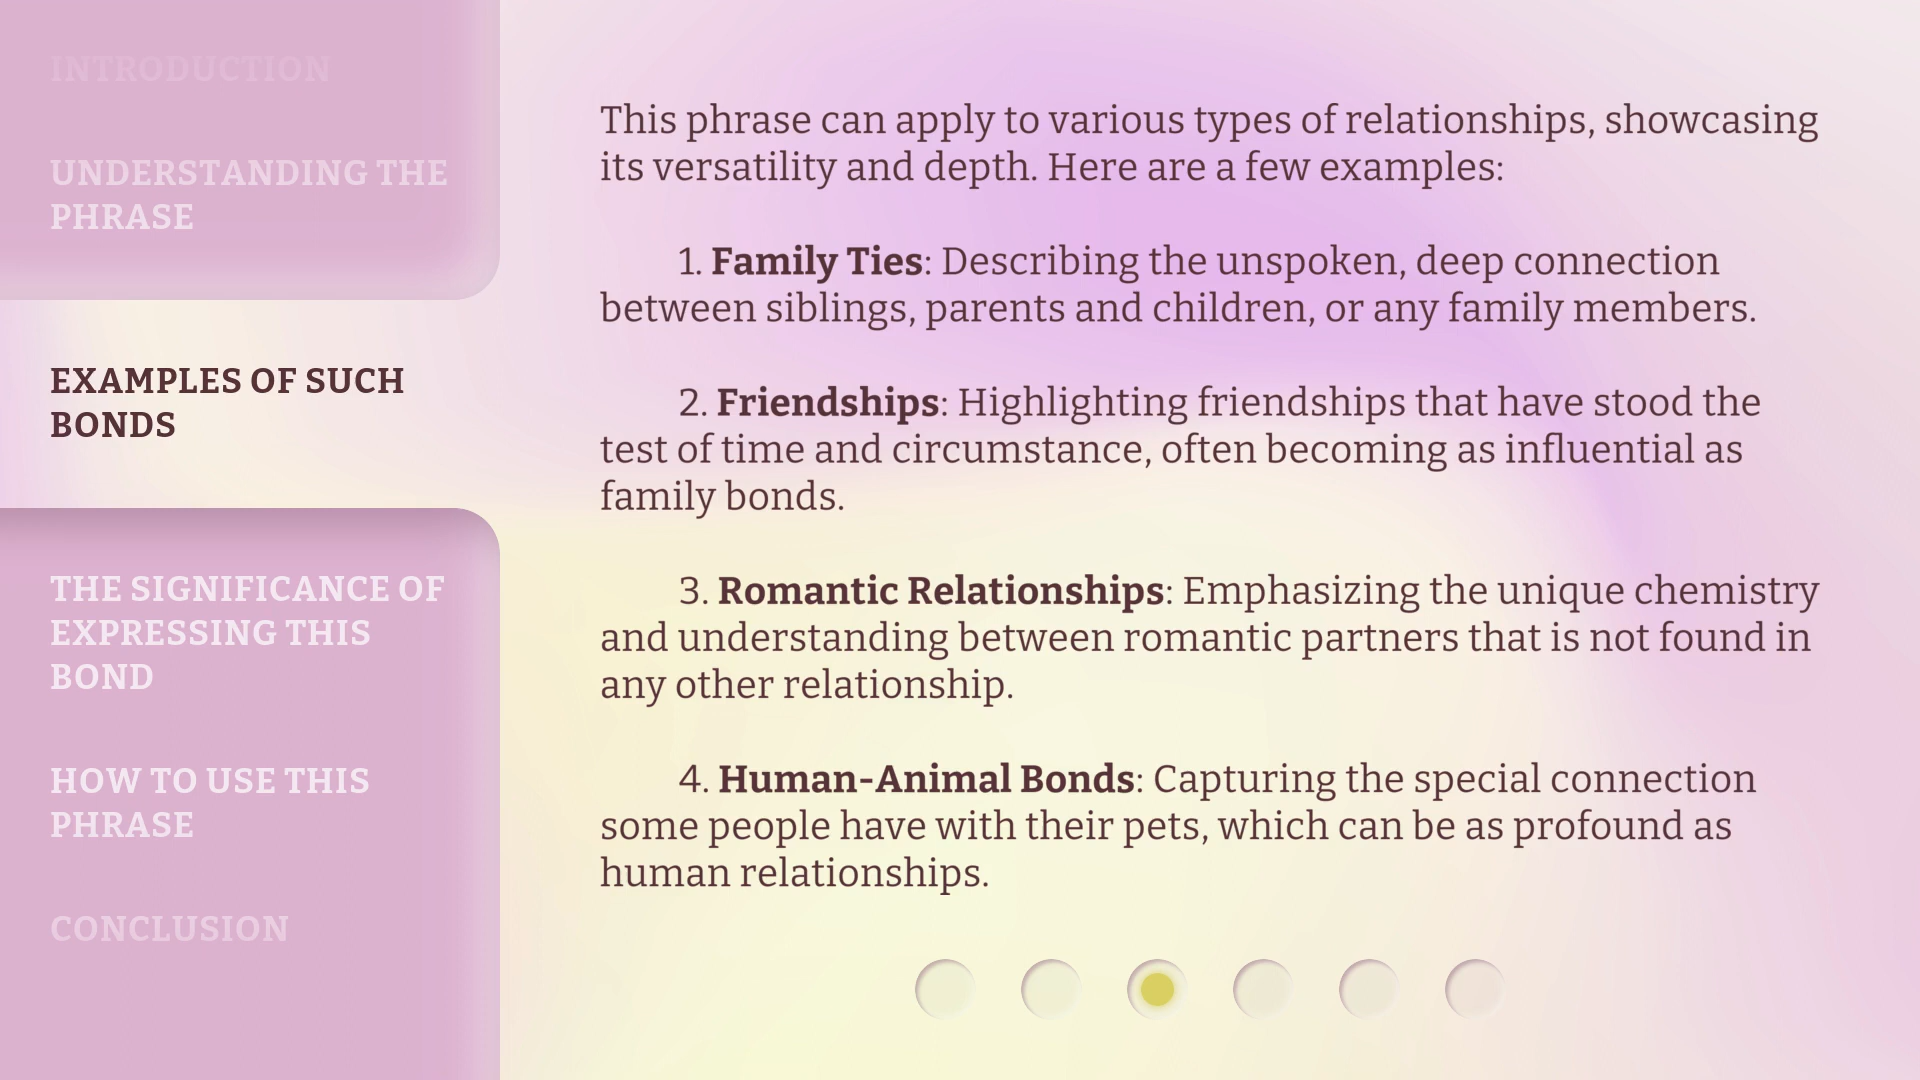 INTRODUCTION
UNDERSTANDING THE
PHRASE
EXAMPLES OF SUCH
BONDS
THE SIGNIFICANCE OF
EXPRESSING THIS
BOND
HOW TO USE THIS
PHRASE
CONCLUSION
This phrase can apply to various types of relationships, showcasing
its versatility and depth. Here are a few examples:
1. Family Ties: Describing the unspoken, deep connection
between siblings, parents and children, or any family members.
2. Friendships: Highlighting friendships that have stood the
test of time and circumstance, often becoming as influential as
family bonds.
3. Romantic Relationships: Emphasizing the unique chemistry
and understanding between romantic partners that is not found in
any other relationship.
4. Human-Animal Bonds: Capturing the special connection
some people have with their pets, which can be as profound as
human relationships.